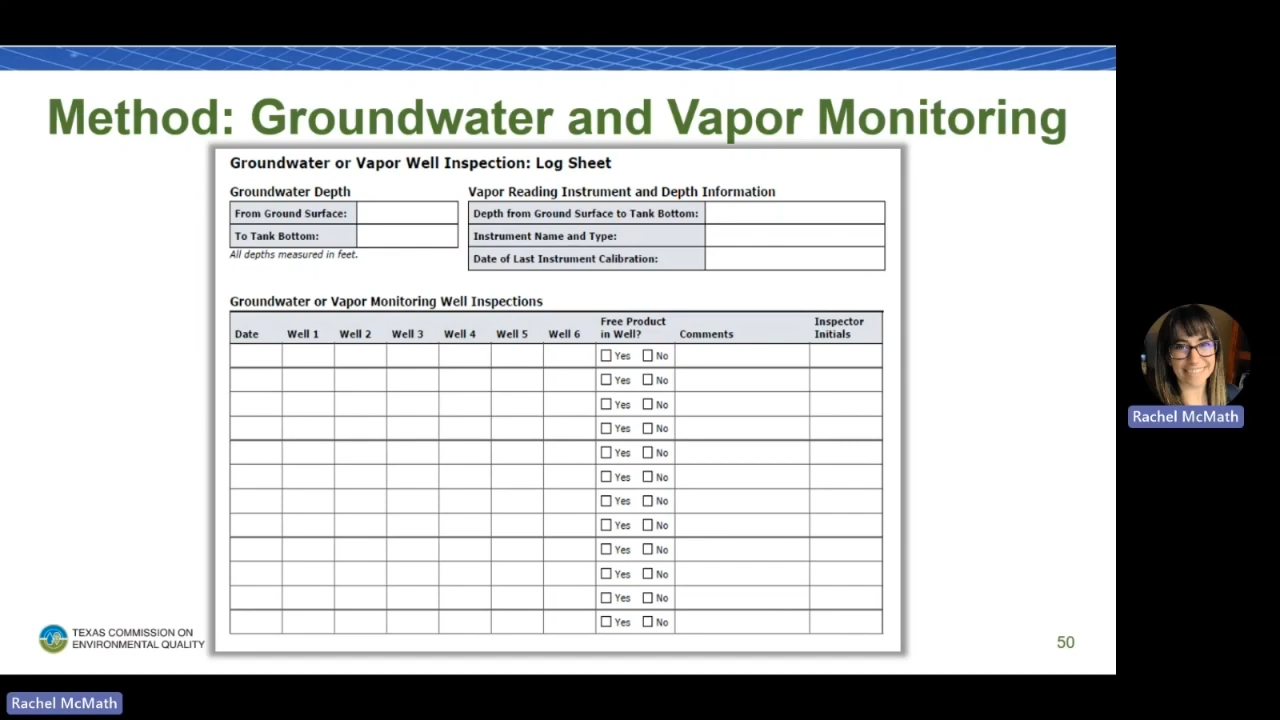 Method: Groundwater and Vapor Monitoring
Groundwater or Vapor Well Inspection: Log Sheet
Groundwater Depth
From Ground Surface:
To Tank Bottom:
All depths measured in feet.
Vapor Reading Instrument and Depth Information
Depth from Ground Surface to Tank Bottom:
Instrument Name and Type:
Date of Last Instrument Calibration:
Groundwater or Vapor Monitoring Well Inspections
Date Well 1 Well 2 Well 3 Well 4 Well 5 Well 6 Free Product in Well? Comments Inspector Initials
Yes No
Yes No
Yes No
Yes No
Yes No
Yes No
Yes No
Yes No
Yes No
Yes No
Yes No
Yes No
TEXAS COMMISSION ON
ENVIRONMENTAL QUALITY
50
Rachel McMath
Rachel McMath